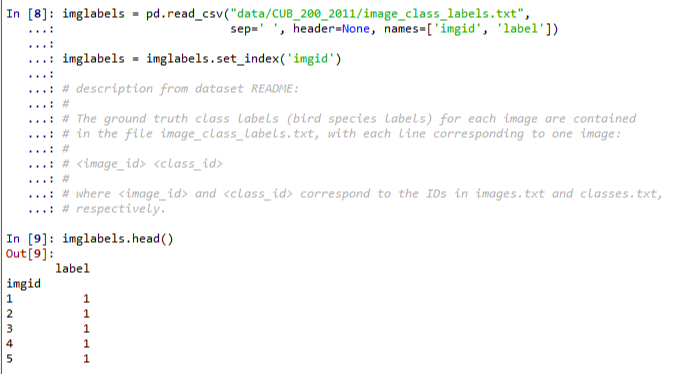 In [8]: imglabels = pd.read_csv("data/CUB_200_2011/image_class_labels.txt",
...:                         sep=' ', header=None, names=['imgid', 'label'])
...:
...: imglabels = imglabels.set_index('imgid')
...:
...: # description from dataset README:
...: #
...: # The ground truth class labels (bird species labels) for each image are contained
...: # in the file image_class_labels.txt, with each line corresponding to one image:
...: #
...: # <image_id> <class_id>
...: #
...: # where <image_id> and <class_id> correspond to the IDs in images.txt and classes.txt,
...: # respectively.
In [9]: imglabels.head()
Out[9]:
label
imgid
1 1
2 1
3 1
4 1
5 1